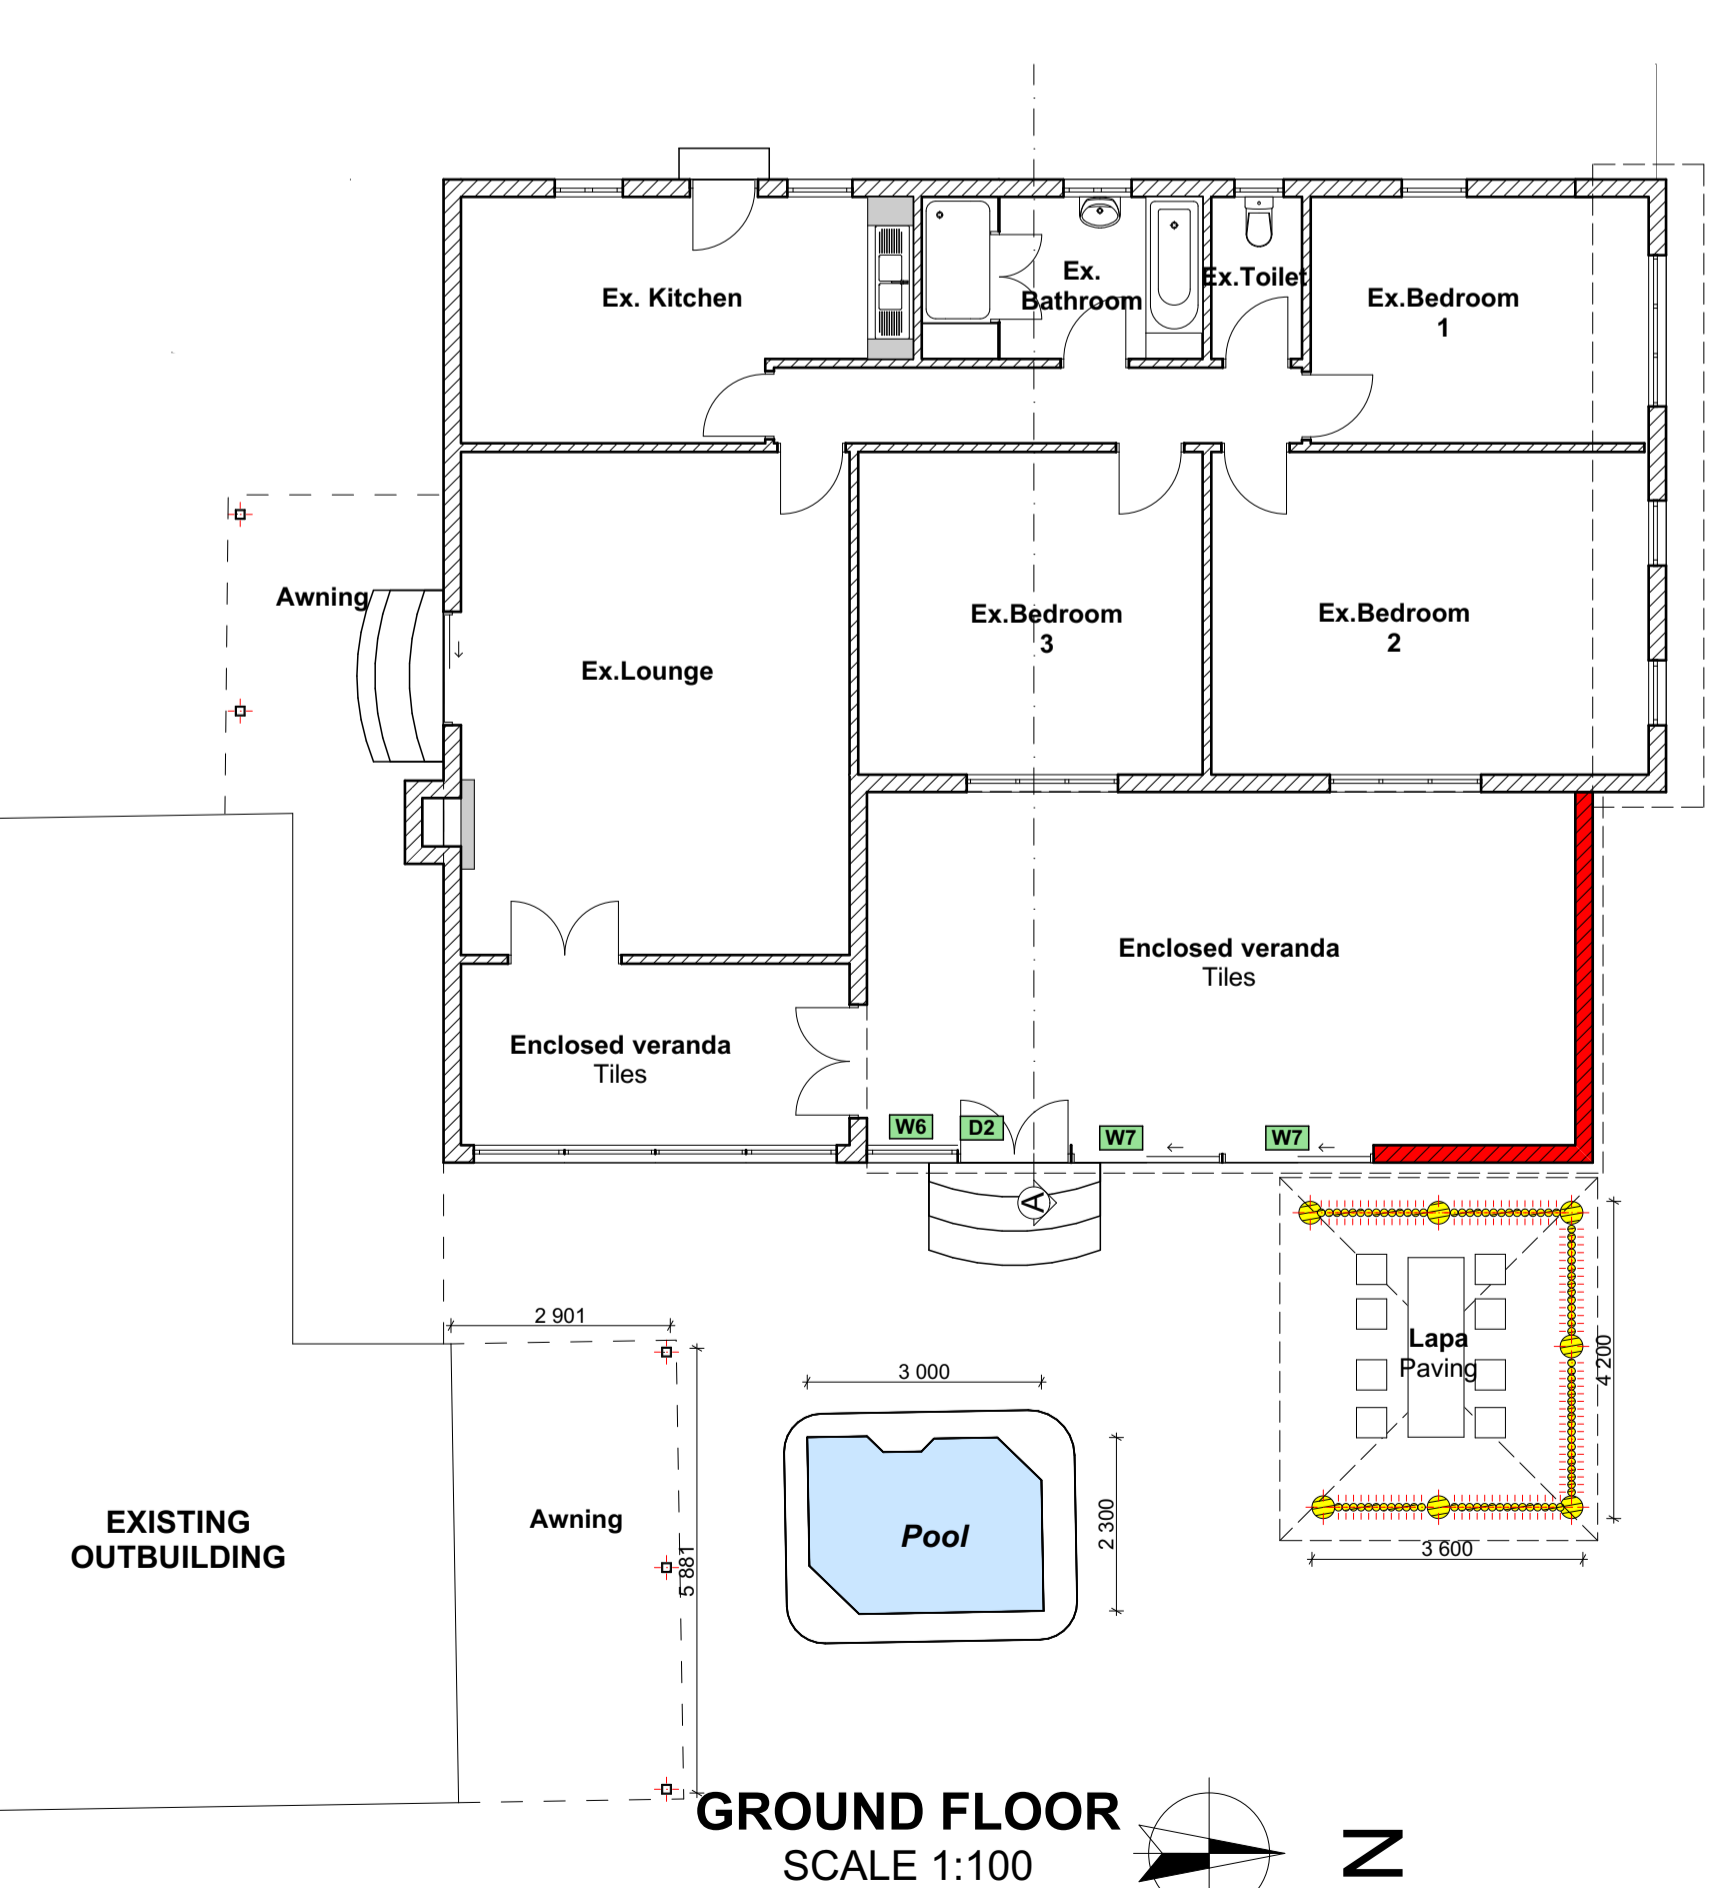 Ex. Kitchen
Ex.
Bathroom
Ex.Toilet
Ex.Bedroom
1
Awning
Ex.Lounge
Ex.Bedroom
3
Ex.Bedroom
2
Enclosed veranda
Tiles
Enclosed veranda
Tiles
W6
D2
W7
W7
A
2 901
3 000
Lapa
Paving
4 200
EXISTING
OUTBUILDING
Awning
5 881
Pool
2 300
3 600
GROUND FLOOR
SCALE 1:100
N